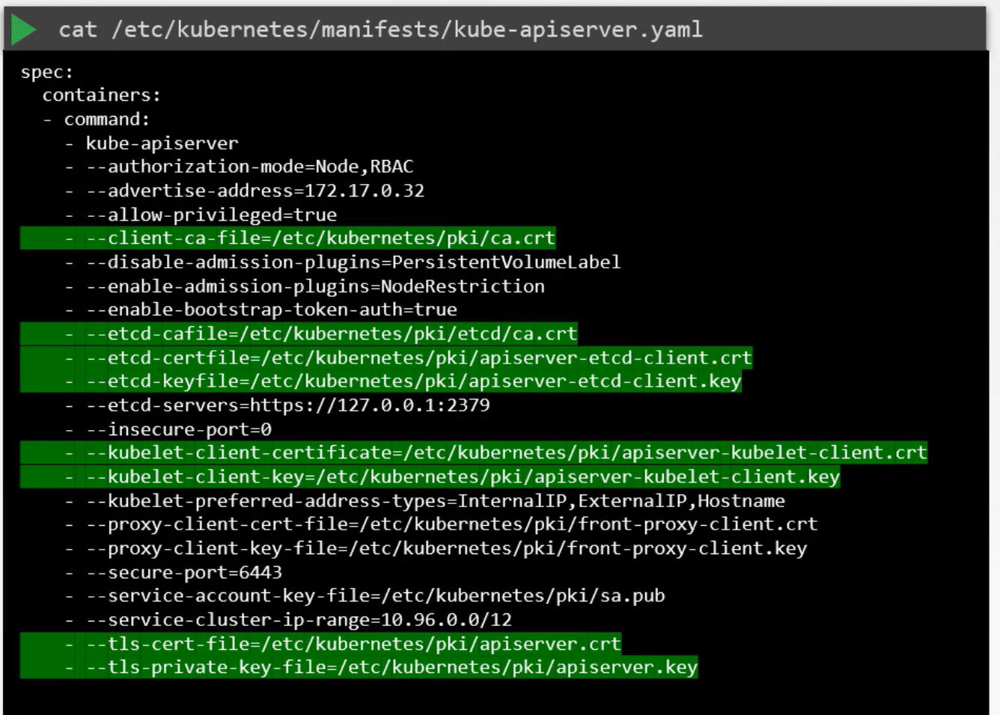 cat /etc/kubernetes/manifests/kube-apiserver.yaml
spec:
  containers:
  - command:
    - kube-apiserver
    - --authorization-mode=Node,RBAC
    - --advertise-address=172.17.0.32
    - --allow-privileged=true
    - --client-ca-file=/etc/kubernetes/pki/ca.crt
    - --disable-admission-plugins=PersistentVolumeLabel
    - --enable-admission-plugins=NodeRestriction
    - --enable-bootstrap-token-auth=true
    - --etcd-cafile=/etc/kubernetes/pki/etcd/ca.crt
    - --etcd-certfile=/etc/kubernetes/pki/apiserver-etcd-client.crt
    - --etcd-keyfile=/etc/kubernetes/pki/apiserver-etcd-client.key
    - --etcd-servers=https://127.0.0.1:2379
    - --insecure-port=0
    - --kubelet-client-certificate=/etc/kubernetes/pki/apiserver-kubelet-client.crt
    - --kubelet-client-key=/etc/kubernetes/pki/apiserver-kubelet-client.key
    - --kubelet-preferred-address-types=InternalIP,ExternalIP,Hostname
    - --proxy-client-cert-file=/etc/kubernetes/pki/front-proxy-client.crt
    - --proxy-client-key-file=/etc/kubernetes/pki/front-proxy-client.key
    - --secure-port=6443
    - --service-account-key-file=/etc/kubernetes/pki/sa.pub
    - --service-cluster-ip-range=10.96.0.0/12
    - --tls-cert-file=/etc/kubernetes/pki/apiserver.crt
    - --tls-private-key-file=/etc/kubernetes/pki/apiserver.key